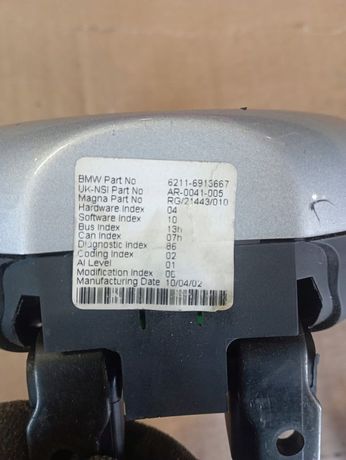 BMW Part No 6211-6913667
UK-NSI Part No AR-0041-005
Magna Part No RG/21443/010
Hardware Index 04
Software Index 10
Bus Index 13h
Can Index 07h
Diagnostic Index 86
Coding Index 02
AI Level 01
Modification Index 06
Manufacturing Date 10/04/02